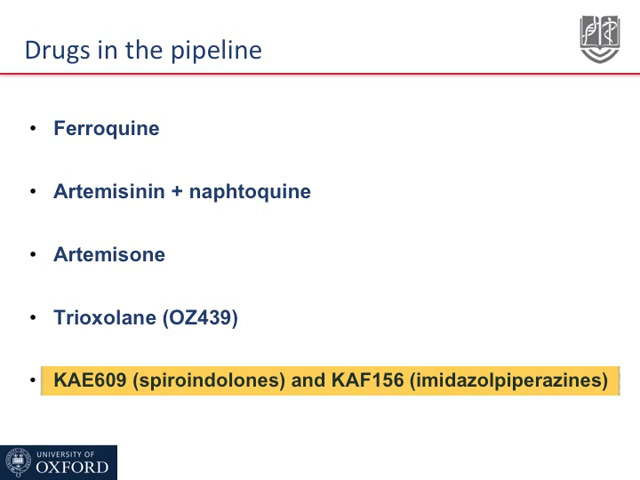 Drugs in the pipeline
• Ferroquine
• Artemisinin + naphtoquine
• Artemisone
• Trioxolane (OZ439)
• KAE609 (spiroindolones) and KAF156 (imidazolpiperazines)
UNIVERSITY OF
OXFORD